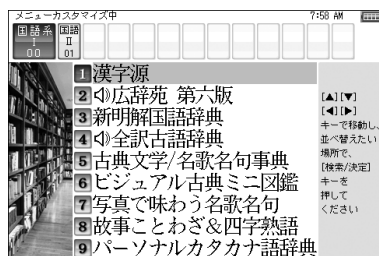 メニューカスタマイズ中 7:58 AM
国語系 I 00
国語 II 01
1 漢字源
2 広辞苑 第六版
3 新明解国語辞典
4 全訳古語辞典
5 古典文学/名歌名句事典
6 ビジュアル古典ミニ図鑑
7 写真で味わう名歌名句
8 故事ことわざ&四字熟語
9 パーソナルカタカナ語辞典
[▲][▼]
[◀][▶]
キーで移動し、
並べ替えたい
場所で、
[検索/決定]
キーを
押して
ください